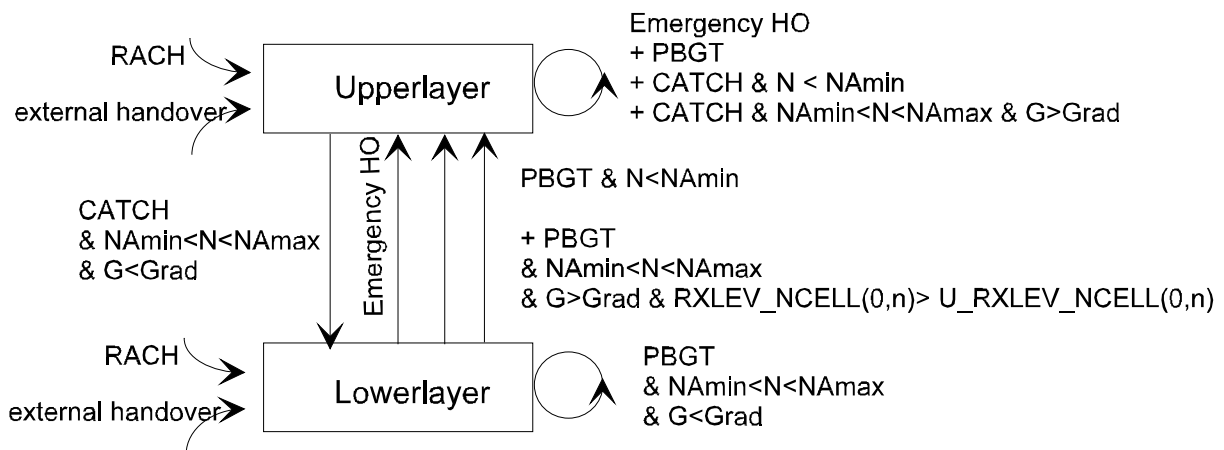 RACH
external handover
Upperlayer
Emergency HO
+ PBGT
+ CATCH & N < NAmin
+ CATCH & NAmin<N<NAmax & G>Grad
CATCH
& NAmin<N<NAmax
& G<Grad
Emergency HO
PBGT & N<NAmin
+ PBGT
& NAmin<N<NAmax
& G>Grad & RXLEV_NCELL(0,n)> U_RXLEV_NCELL(0,n)
RACH
external handover
Lowerlayer
PBGT
& NAmin<N<NAmax
& G<Grad